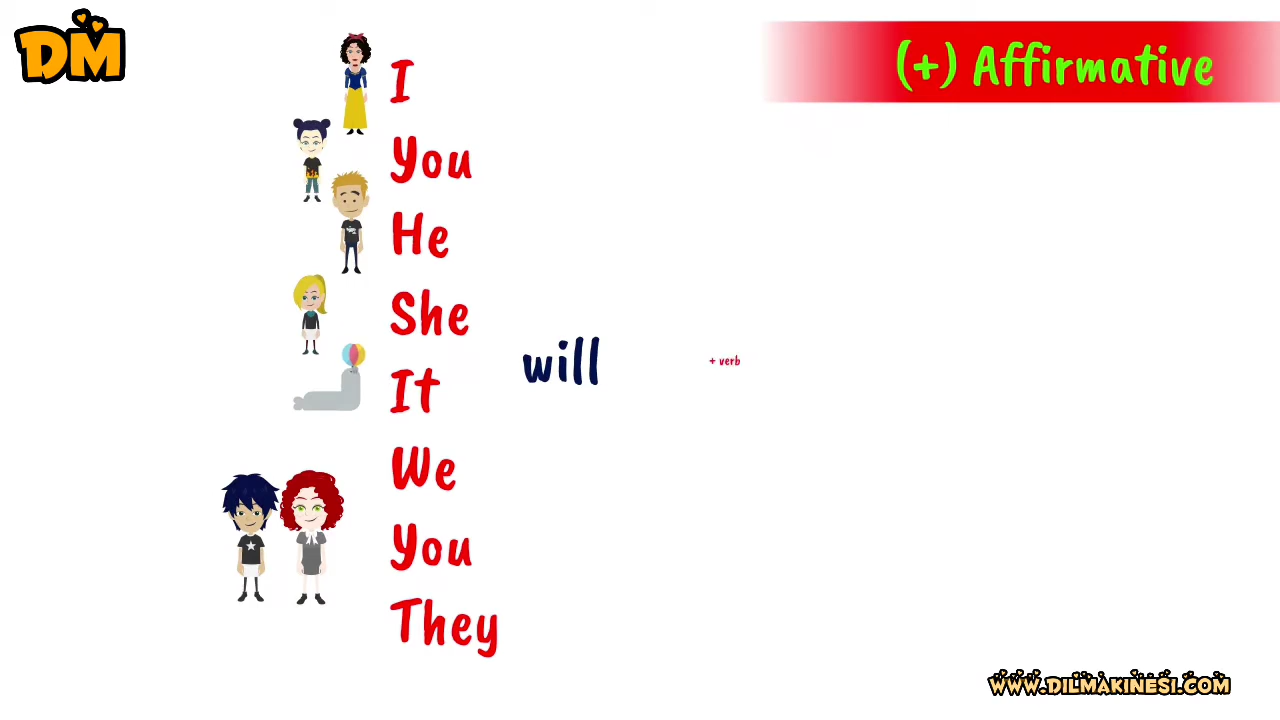 DM
(+) Affirmative
I
You
He
She
It
will
+ verb
We
You
They
WWW.DILMAKINESI.COM